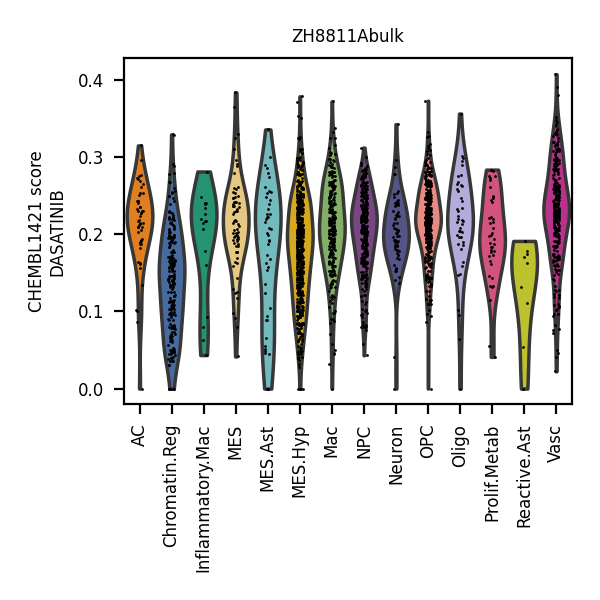 ZH8811Abulk
CHEMBL1421 score
DASATINIB
0.4
0.3
0.2
0.1
0.0
AC
Chromatin.Reg
Inflammatory.Mac
MES
MES.Ast
MES.Hyp
Mac
NPC
Neuron
OPC
Oligo
Prolif.Metab
Reactive.Ast
Vasc